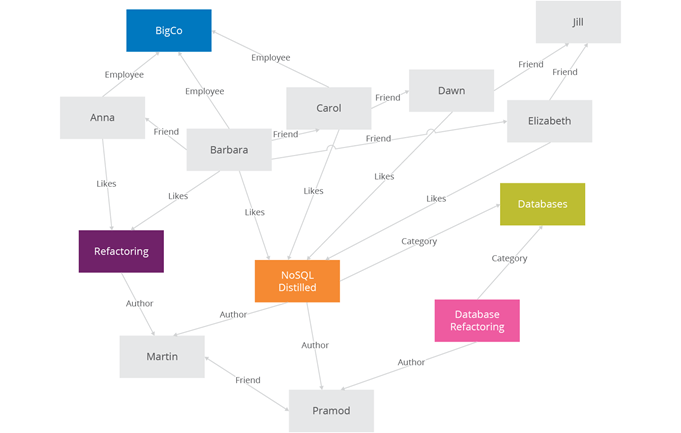 Jill
BigCo
Employee
Friend
Friend
Employee
Employee
Dawn
Friend
Carol
Anna
Elizabeth
Friend
Friend
Friend
Barbara
Likes
Likes
Likes
Likes
Likes
Likes
Databases
Category
Refactoring
Category
NoSQL
Distilled
Author
Author
Database
Refactoring
Author
Author
Martin
Friend
Pramod